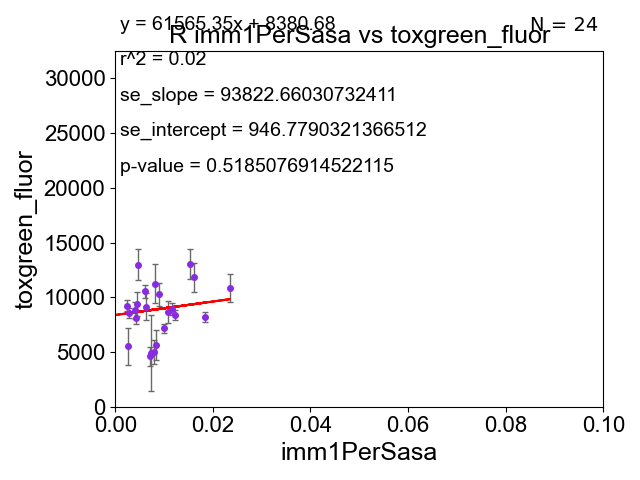 y = 61565.35x + 8380.68
N = 24
R imm1PerSasa vs toxgreen_fluor
r^2 = 0.02
se_slope = 93822.66030732411
se_intercept = 946.7790321366512
p-value = 0.5185076914522115
toxgreen_fluor
30000
25000
20000
15000
10000
5000
0
0.00 0.02 0.04 0.06 0.08 0.10
imm1PerSasa